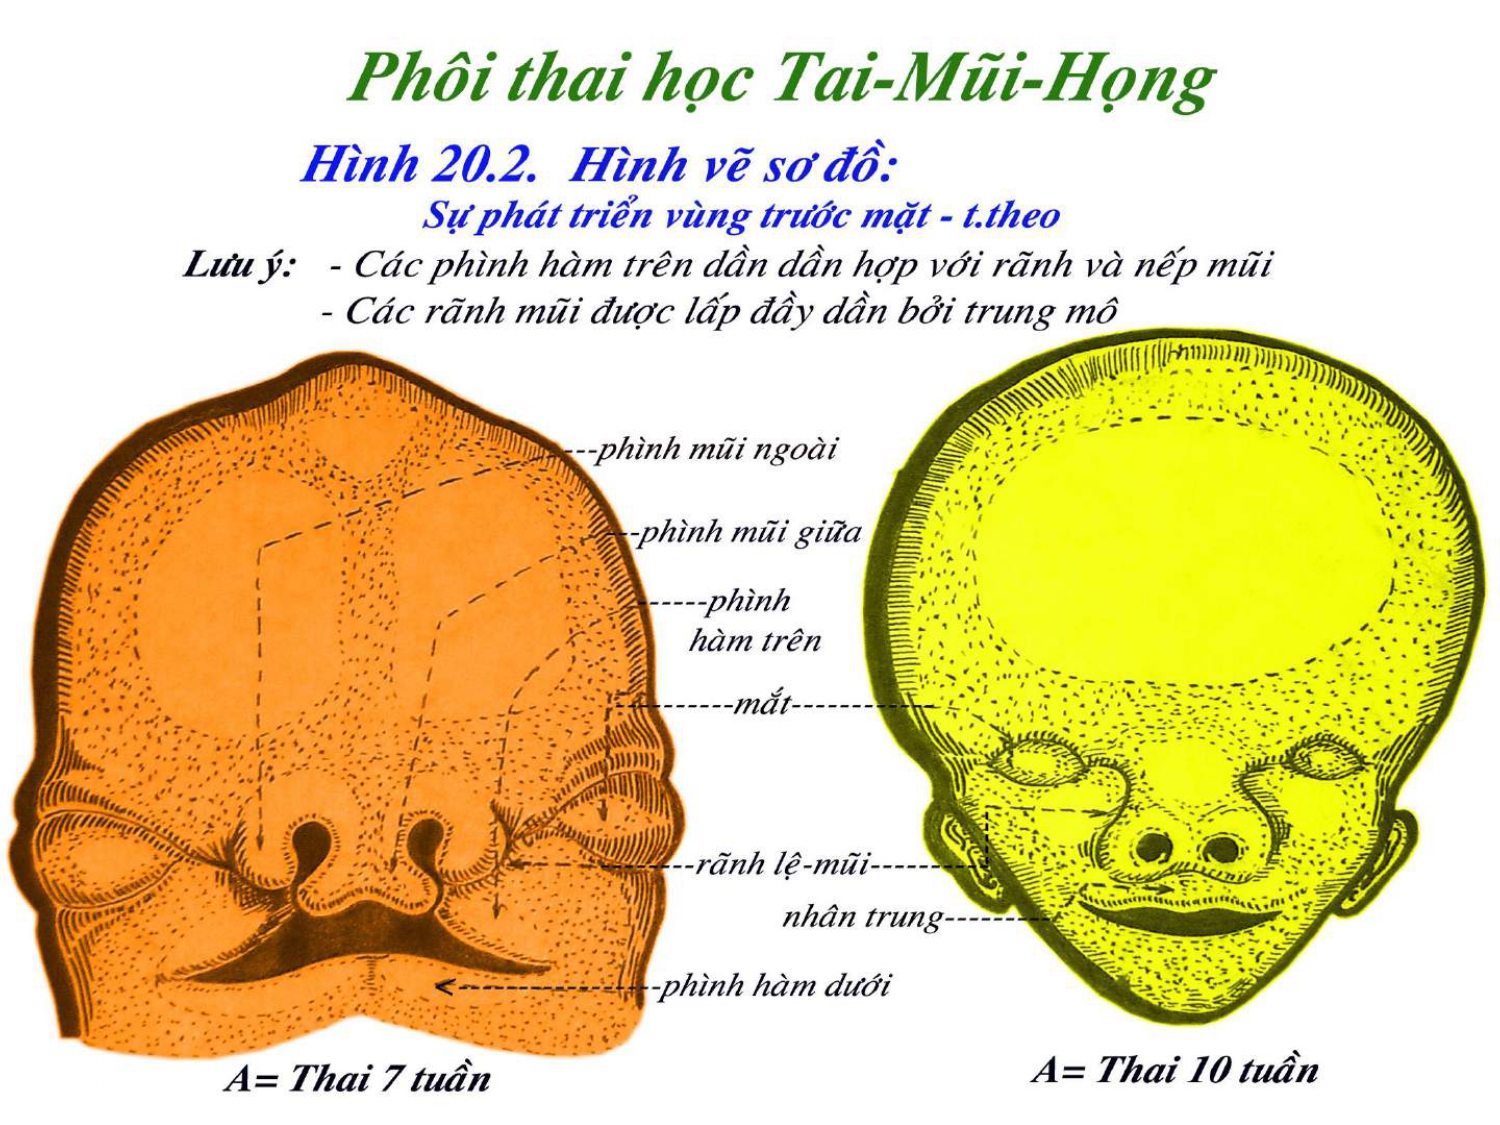 Phôi thai học Tai-Mũi-Họng
Hình 20.2. Hình vẽ sơ đồ:
Sự phát triển vùng trước mặt - t.theo
Lưu ý: - Các phình hàm trên dần dần hợp với rãnh và nếp mũi
- Các rãnh mũi được lấp đầy dần bởi trung mô
phình mũi ngoài
phình mũi giữa
phình
hàm trên
mắt
rãnh lệ-mũi
nhân trung
phình hàm dưới
A= Thai 7 tuần
A= Thai 10 tuần